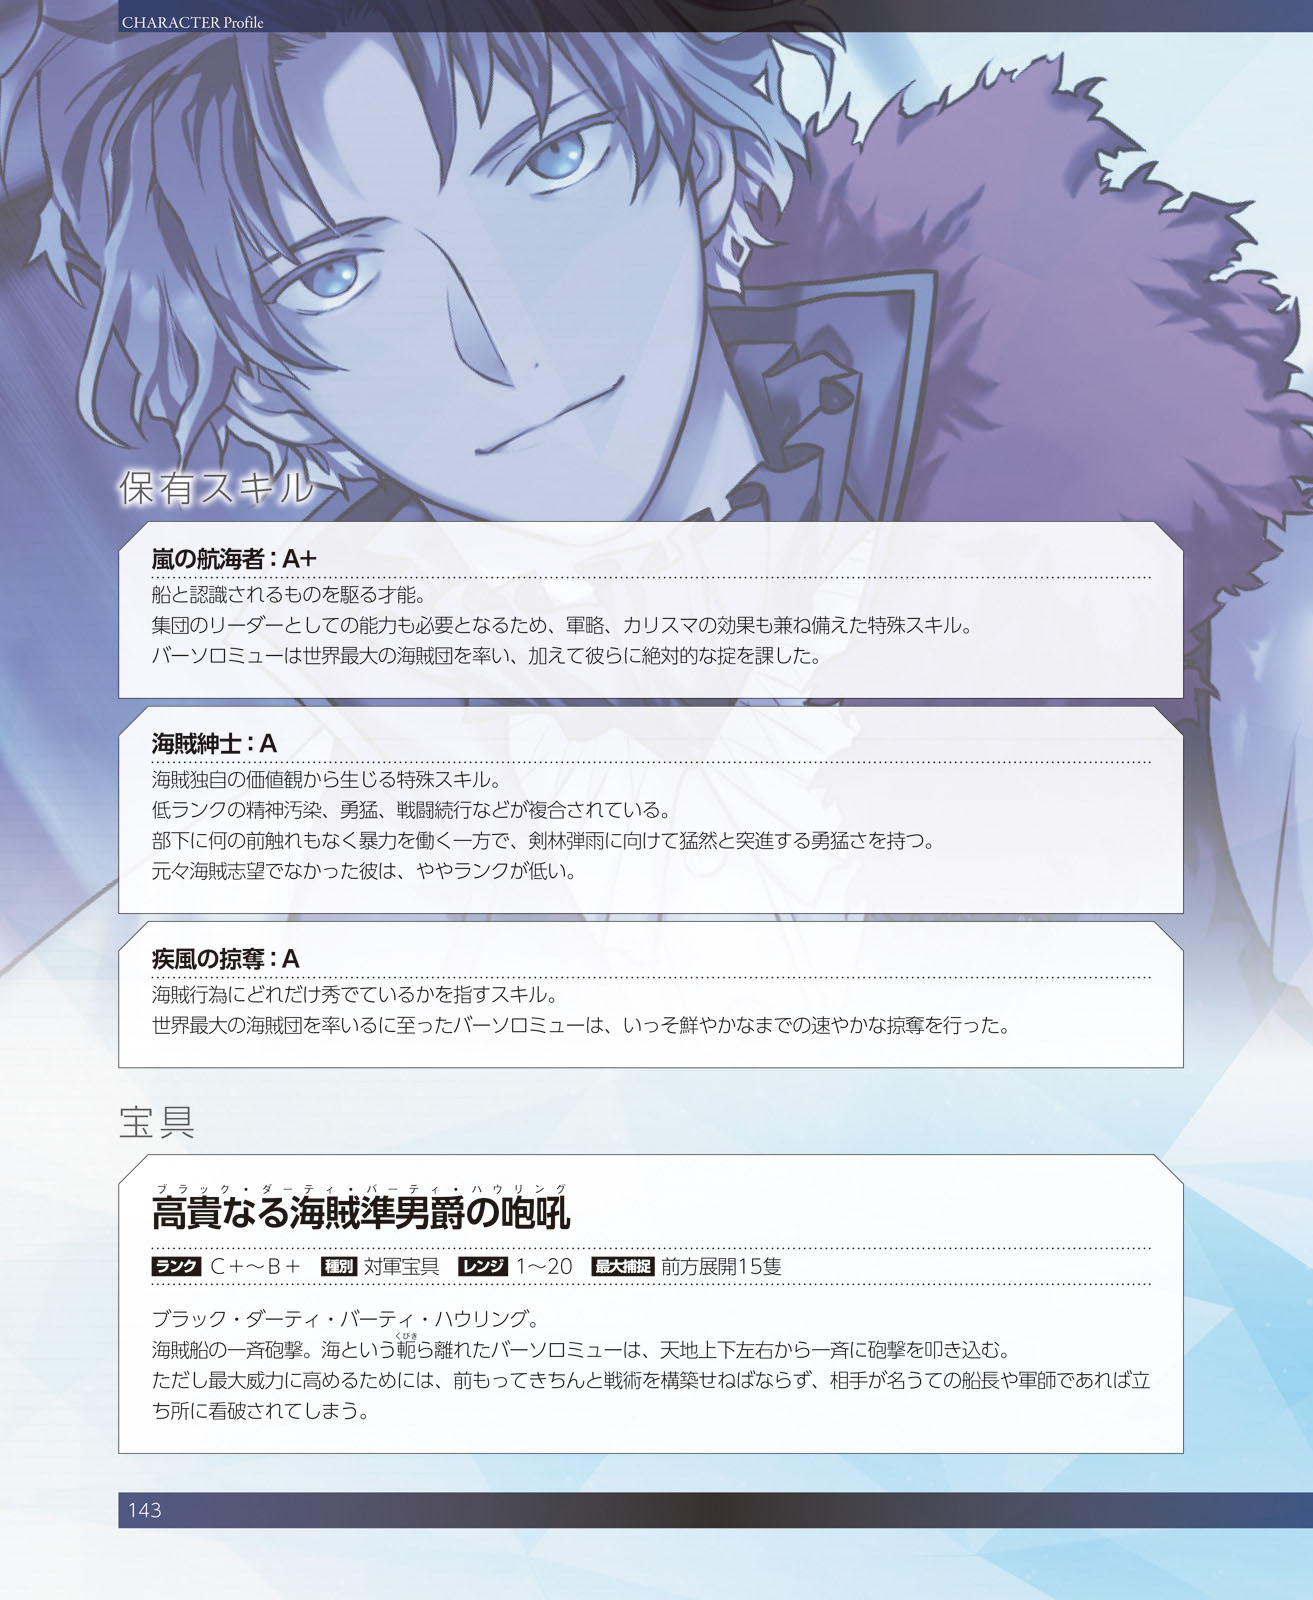 CHARACTER Profile
保有スキル
嵐の航海者：A+
船と認識されるものを駆る才能。
集団のリーダーとしての能力も必要となるため、軍略、カリスマの効果も兼ね備えた特殊スキル。
バーソロミューは世界最大の海賊団を率い、加えて彼らに絶対的な掟を課した。
海賊紳士：A
海賊独自の価値観から生じる特殊スキル。
低ランクの精神汚染、勇猛、戦闘続行などが複合されている。
部下に何の前触れもなく暴力を働く一方で、剣林弾雨に向けて猛然と突進する勇猛さを持つ。
元々海賊志望でなかった彼は、ややランクが低い。
疾風の掠奪：A
海賊行為にどれだけ秀でているかを指すスキル。
世界最大の海賊団を率いるに至ったバーソロミューは、いっそ鮮やかなまでの速やかな掠奪を行った。
宝具
ブラック・ダーティ・バーティ・ハウリング
高貴なる海賊準男爵の咆吼
ランク C+～B+ 種別 対軍宝具 レンジ 1～20 最大捕捉 前方展開15隻
ブラック・ダーティ・バーティ・ハウリング。
くびき
海賊船の一斉砲撃。海という軛ら離れたバーソロミューは、天地上下左右から一斉に砲撃を叩き込む。
ただし最大威力に高めるためには、前もってきちんと戦術を構築せねばならず、相手が名うての船長や軍師であれば立
ち所に看破されてしまう。
143